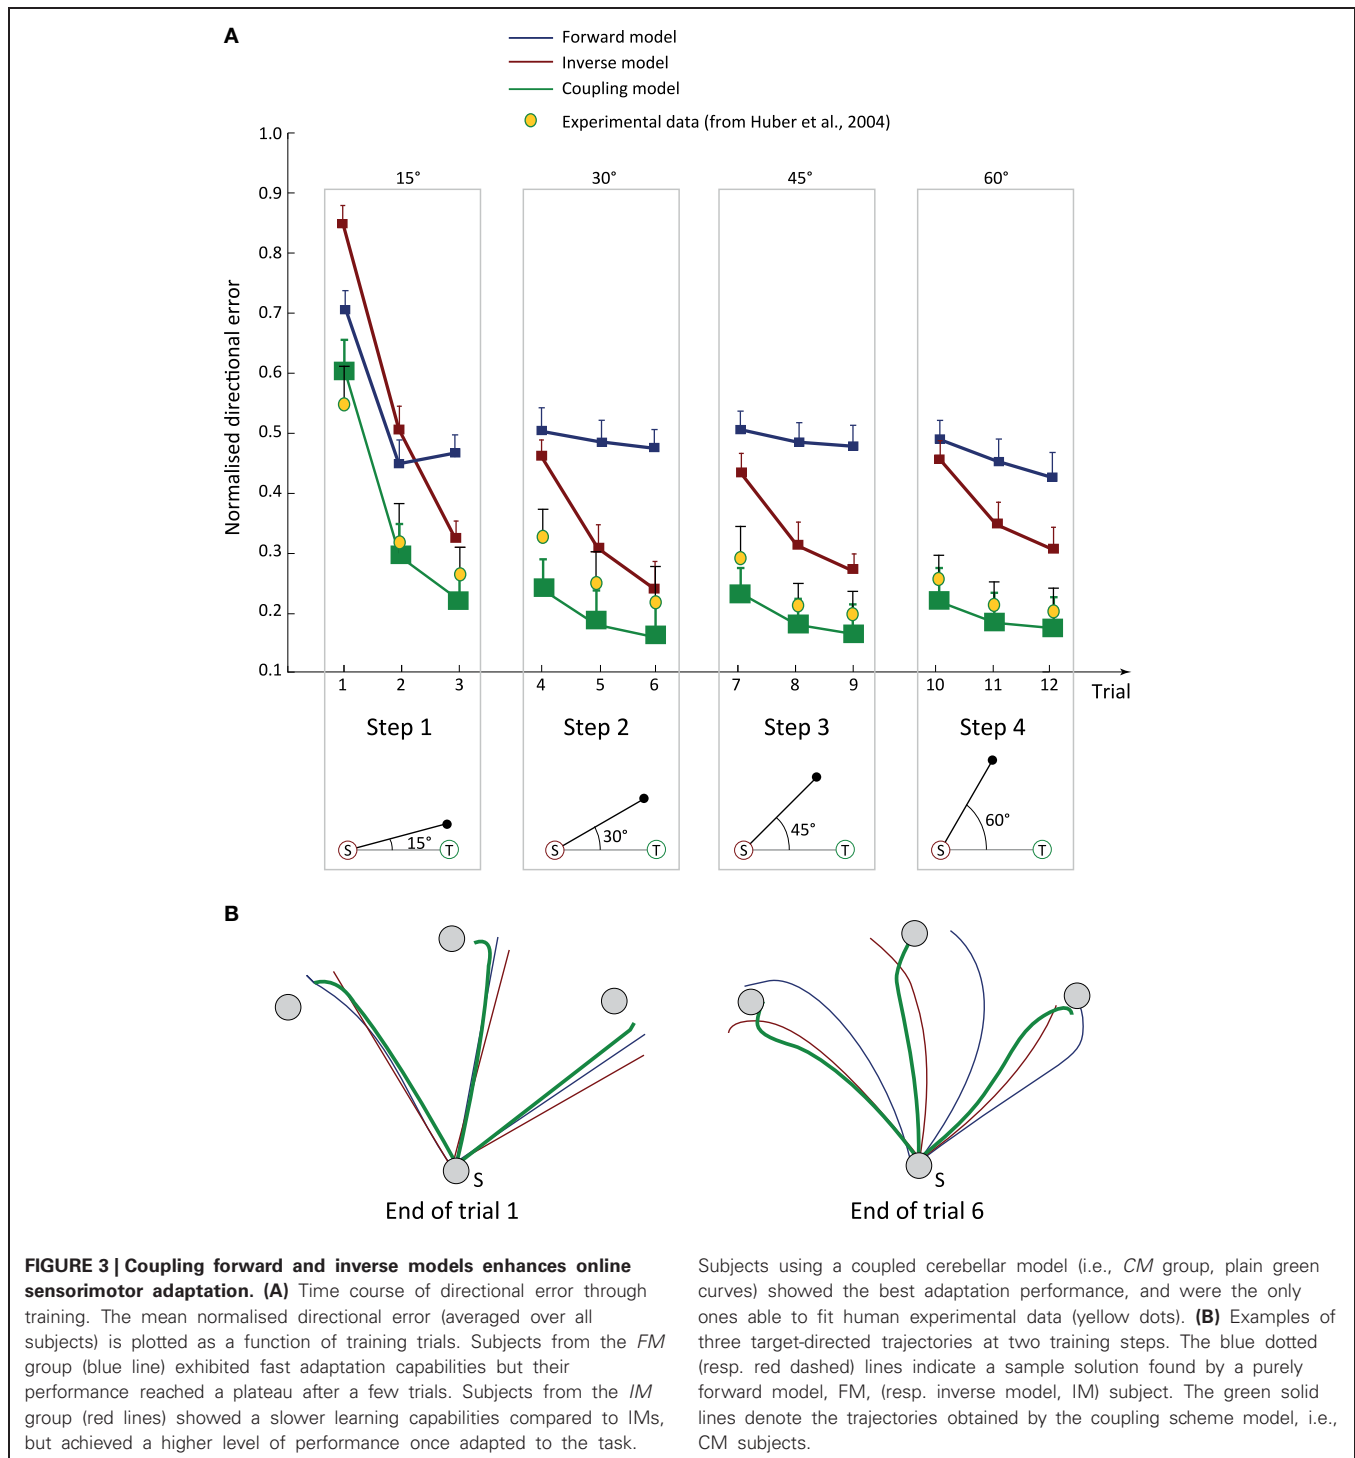 A
Forward model
Inverse model
Coupling model
Experimental data (from Huber et al., 2004)
Normalised directional error
1.0
0.9
0.8
0.7
0.6
0.5
0.4
0.3
0.2
0.1
15° 30° 45° 60°
1 2 3 4 5 6 7 8 9 10 11 12
Trial
Step 1 Step 2 Step 3 Step 4
S 15° T
S 30° T
S 45° T
S 60° T
B
S
S
End of trial 1
End of trial 6
FIGURE 3 | Coupling forward and inverse models enhances online
sensorimotor adaptation. (A) Time course of directional error through
training. The mean normalised directional error (averaged over all
subjects) is plotted as a function of training trials. Subjects from the FM
group (blue line) exhibited fast adaptation capabilities but their
performance reached a plateau after a few trials. Subjects from the IM
group (red lines) showed a slower learning capabilities compared to IMs,
but achieved a higher level of performance once adapted to the task.
Subjects using a coupled cerebellar model (i.e., CM group, plain green
curves) showed the best adaptation performance, and were the only
ones able to fit human experimental data (yellow dots). (B) Examples of
three target-directed trajectories at two training steps. The blue dotted
(resp. red dashed) lines indicate a sample solution found by a purely
forward model, FM, (resp. inverse model, IM) subject. The green solid
lines denote the trajectories obtained by the coupling scheme model, i.e.,
CM subjects.